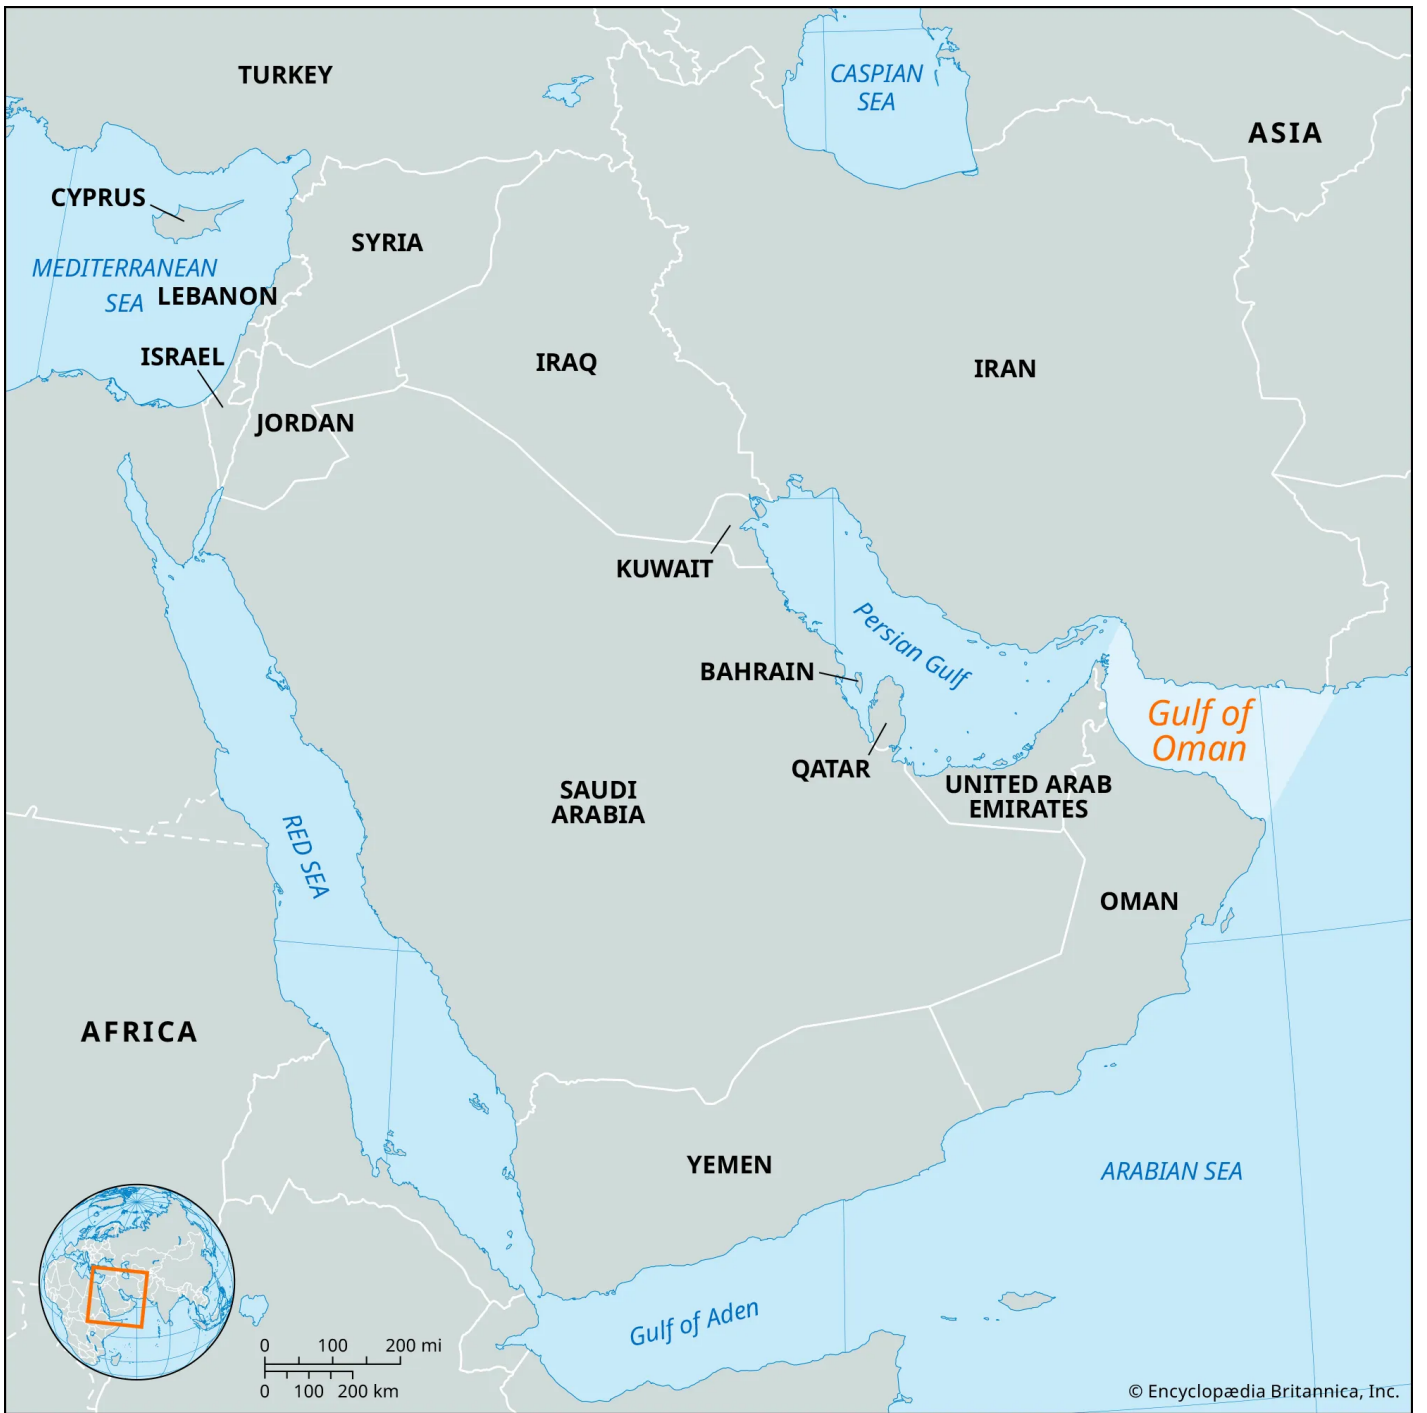 TURKEY
CASPIAN
SEA
ASIA
CYPRUS
SYRIA
MEDITERRANEAN
SEA
LEBANON
ISRAEL
IRAQ
IRAN
JORDAN
KUWAIT
Persian Gulf
BAHRAIN
Gulf of
Oman
QATAR
SAUDI
ARABIA
UNITED ARAB
EMIRATES
RED SEA
OMAN
AFRICA
YEMEN
ARABIAN SEA
Gulf of Aden
0 100 200 mi
0 100 200 km
© Encyclopædia Britannica, Inc.